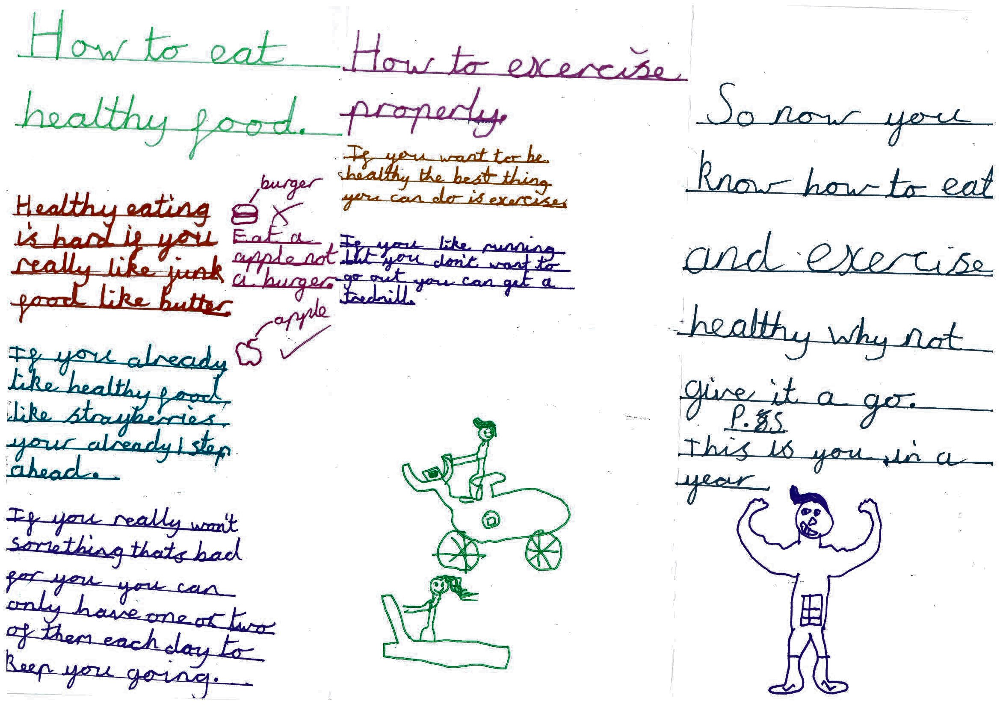 How to eat
healthy food.
Healthy eating
is hard if you
really like junk
food like butter.
burger
Eat a
apple not
a burger.
apple
If you already
like healthy food
like strayberries
your already 1 step
ahead.
If you really won't
something thats bad
for you you can
only have one or two
of them each day to
keep you going.
How to exercise
properly.
If you want to be
healthy the best thing
you can do is exercise.
If you like running
but you don't want to
go out you can get a
tredmill.
So now you
know how to eat
and exercise
healthy why not
give it a go.
P.S.
This is you in a
year